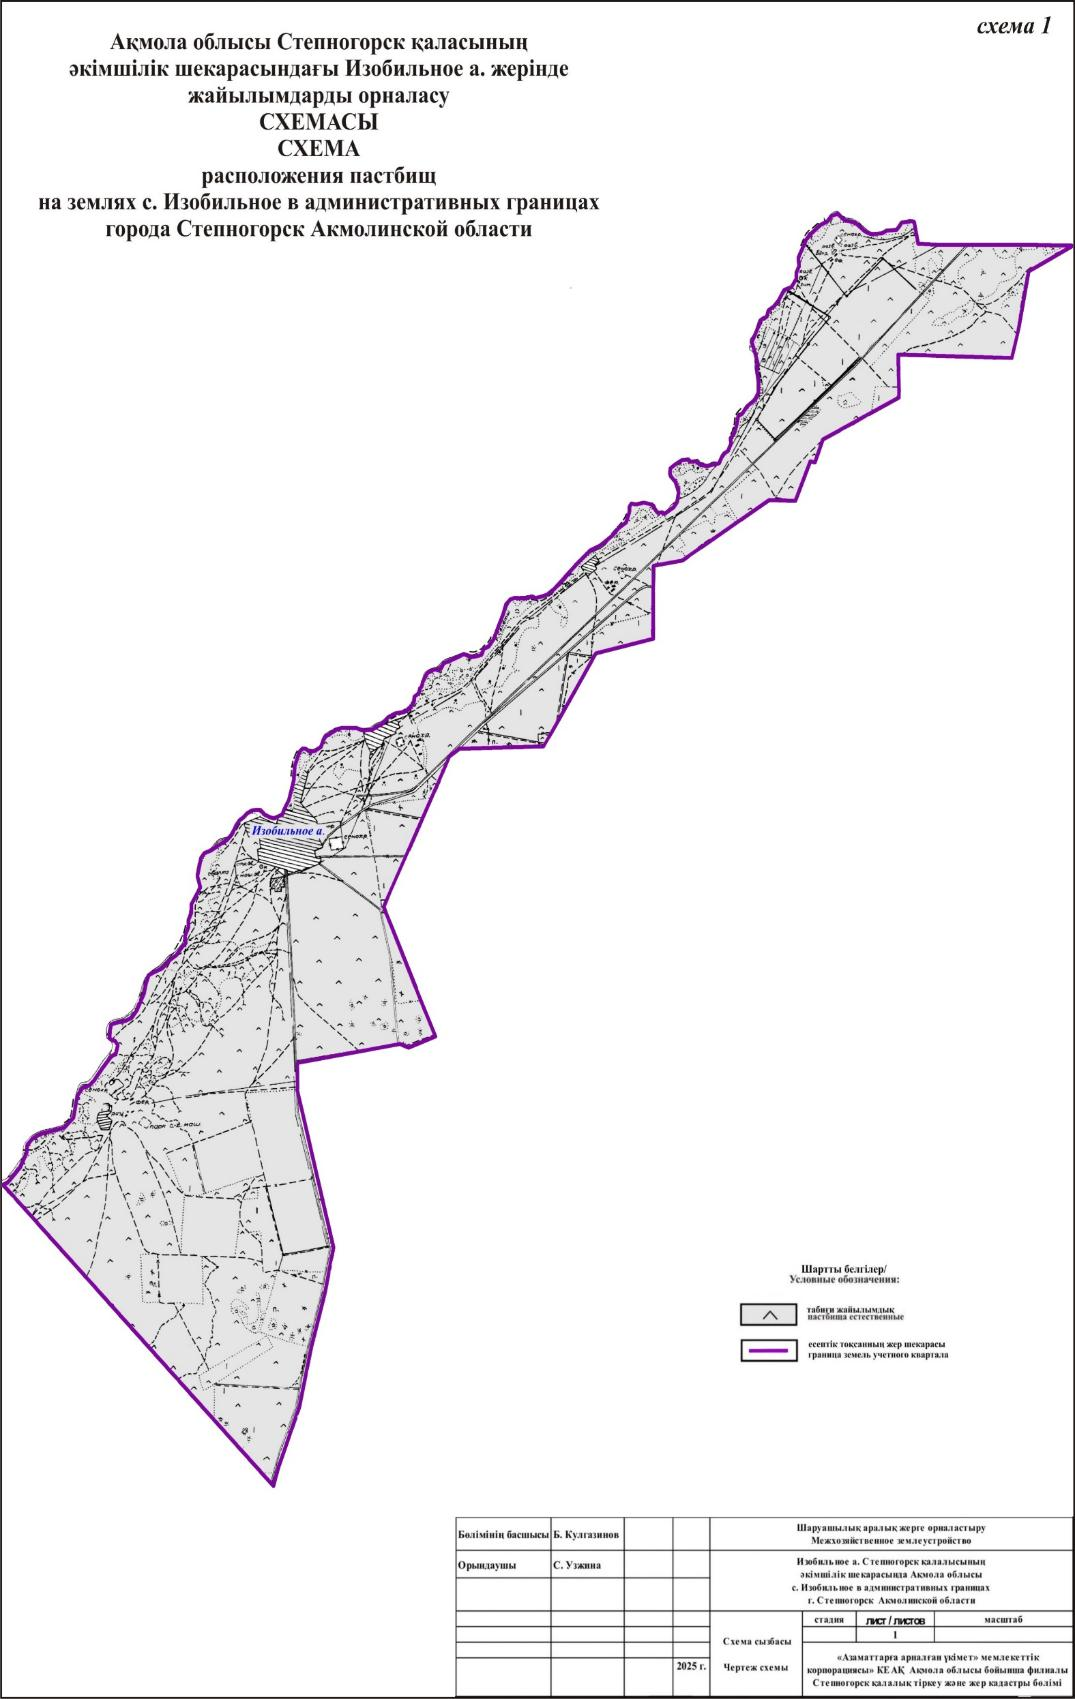 схема 1
Ақмола облысы Степногорск қаласының
әкімшілік шекарасындағы Изобильное а. жерінде
жайылымдарды орналасу
СХЕМАСЫ
СХЕМА
расположения пастбищ
на землях с. Изобильное в административных границах
города Степногорск Акмолинской области
Изобильное а.
Шартты белгілер/
Условные обозначения:
табиғи жайылымдық
пастбища естественные
есептік тоқсанның жер шекарасы
граница земель учетного квартала
Бөлімінің басшысы Б. Кулгазинов
Орындаушы С. Узжина
2025 г.
Шаруашылық аралық жерге орналастыру
Межхозяйственное землеустройство
Изобильное а. Степногорск қалалысының
әкімшілік шекарасында Ақмола облысы
с. Изобильное в административных границах
г. Степногорск Акмолинской области
Схема сызбасы
Чертеж схемы
стадия лист / листов масштаб
1
«Азаматтарға арналған үкімет» мемлекеттік
корпорациясы» КЕАҚ Ақмола облысы бойынша филиалы
Степногорск қалалық тіркеу және жер кадастры бөлімі